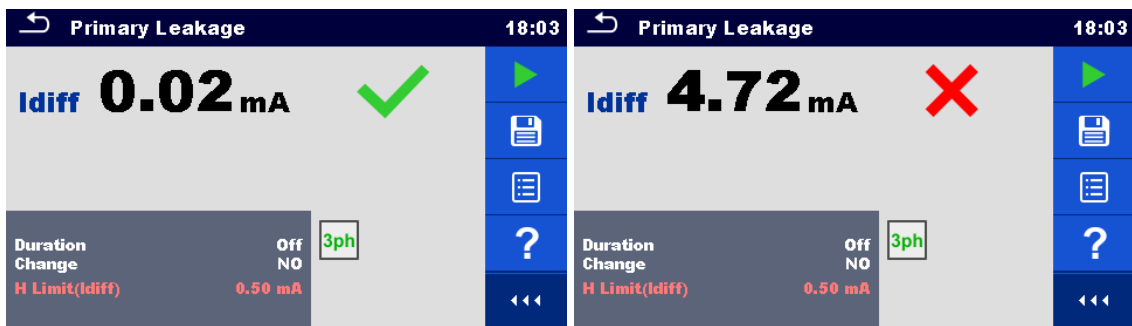 Primary Leakage 18:03
Idiff 0.02 mA
3ph
Duration Off
Change NO
H Limit(Idiff) 0.50 mA
?
Primary Leakage 18:03
Idiff 4.72 mA
3ph
Duration Off
Change NO
H Limit(Idiff) 0.50 mA
?